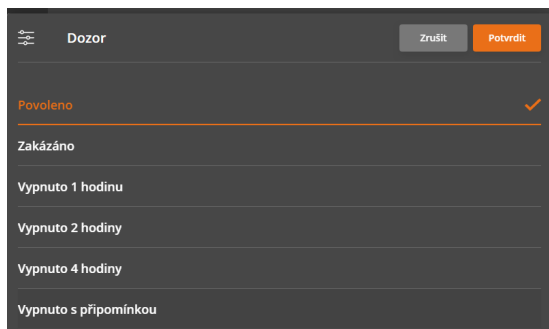 Dozor
Zrušit
Potvrdit
Povoleno
Zakázáno
Vypnuto 1 hodinu
Vypnuto 2 hodiny
Vypnuto 4 hodiny
Vypnuto s připomínkou